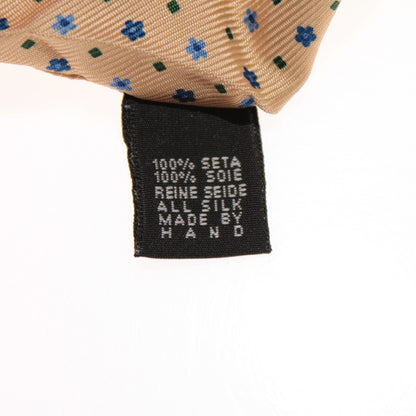 100% SETA
100% SOIE
REINE SEIDE
ALL SILK
MADE BY
HAND